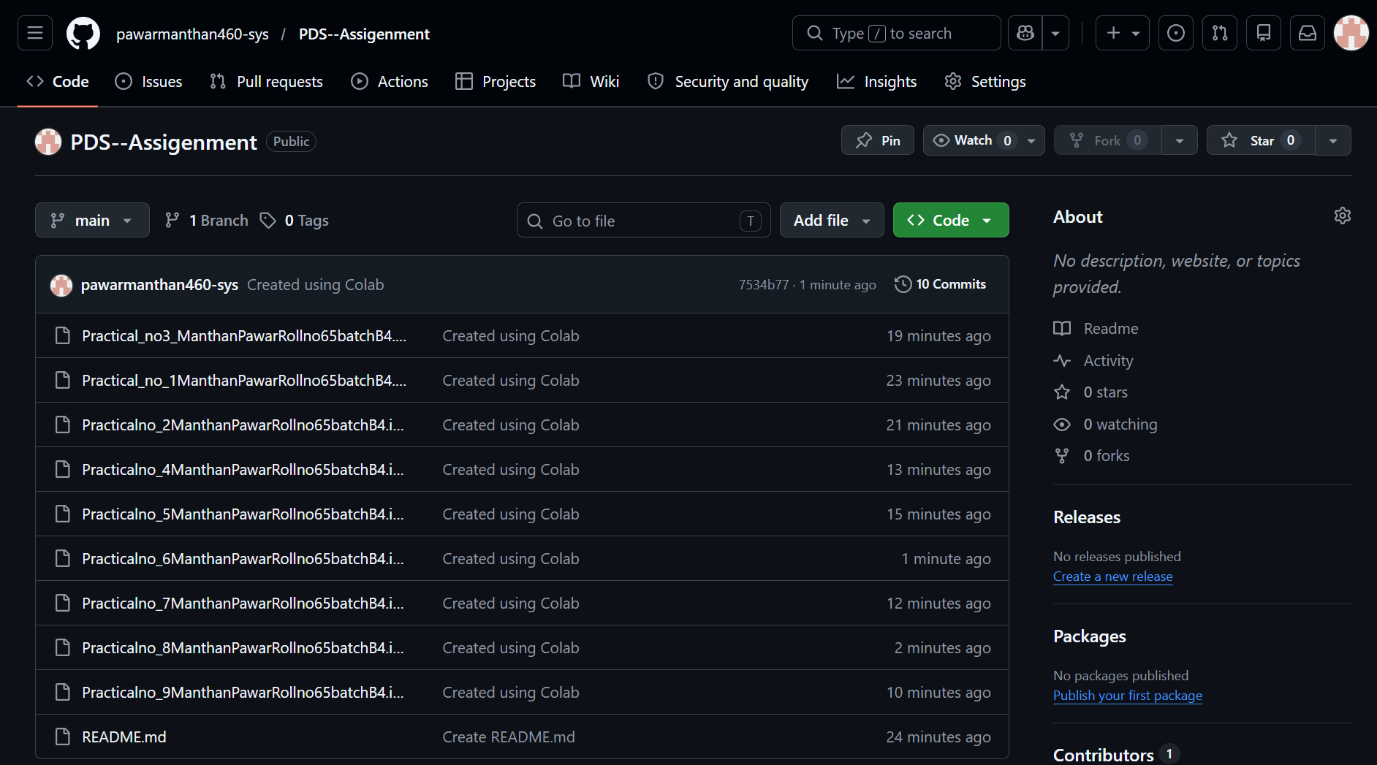 pawarmanthan460-sys / PDS--Assigenment
Type / to search
Code Issues Pull requests Actions Projects Wiki Security and quality Insights Settings
PDS--Assigenment Public
Pin Watch 0 Fork 0 Star 0
main 1 Branch 0 Tags Go to file T Add file Code
pawarmanthan460-sys Created using Colab 7534b77 · 1 minute ago 10 Commits
Practical_no3_ManthanPawarRollno65batchB4.... Created using Colab 19 minutes ago
Practical_no_1ManthanPawarRollno65batchB4.... Created using Colab 23 minutes ago
Practicalno_2ManthanPawarRollno65batchB4.i... Created using Colab 21 minutes ago
Practicalno_4ManthanPawarRollno65batchB4.i... Created using Colab 13 minutes ago
Practicalno_5ManthanPawarRollno65batchB4.i... Created using Colab 15 minutes ago
Practicalno_6ManthanPawarRollno65batchB4.i... Created using Colab 1 minute ago
Practicalno_7ManthanPawarRollno65batchB4.i... Created using Colab 12 minutes ago
Practicalno_8ManthanPawarRollno65batchB4.i... Created using Colab 2 minutes ago
Practicalno_9ManthanPawarRollno65batchB4.i... Created using Colab 10 minutes ago
README.md Create README.md 24 minutes ago
About
No description, website, or topics
provided.
Readme
Activity
0 stars
0 watching
0 forks
Releases
No releases published
Create a new release
Packages
No packages published
Publish your first package
Contributors 1